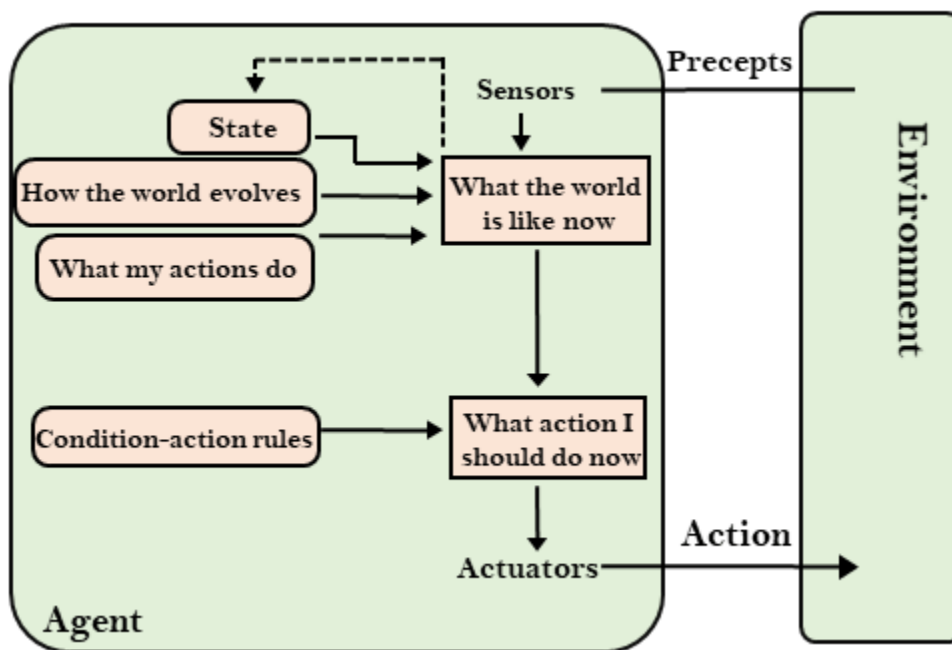 Precepts
Sensors
State
How the world evolves
What the world
is like now
What my actions do
Environment
Condition-action rules
What action I
should do now
Action
Actuators
Agent